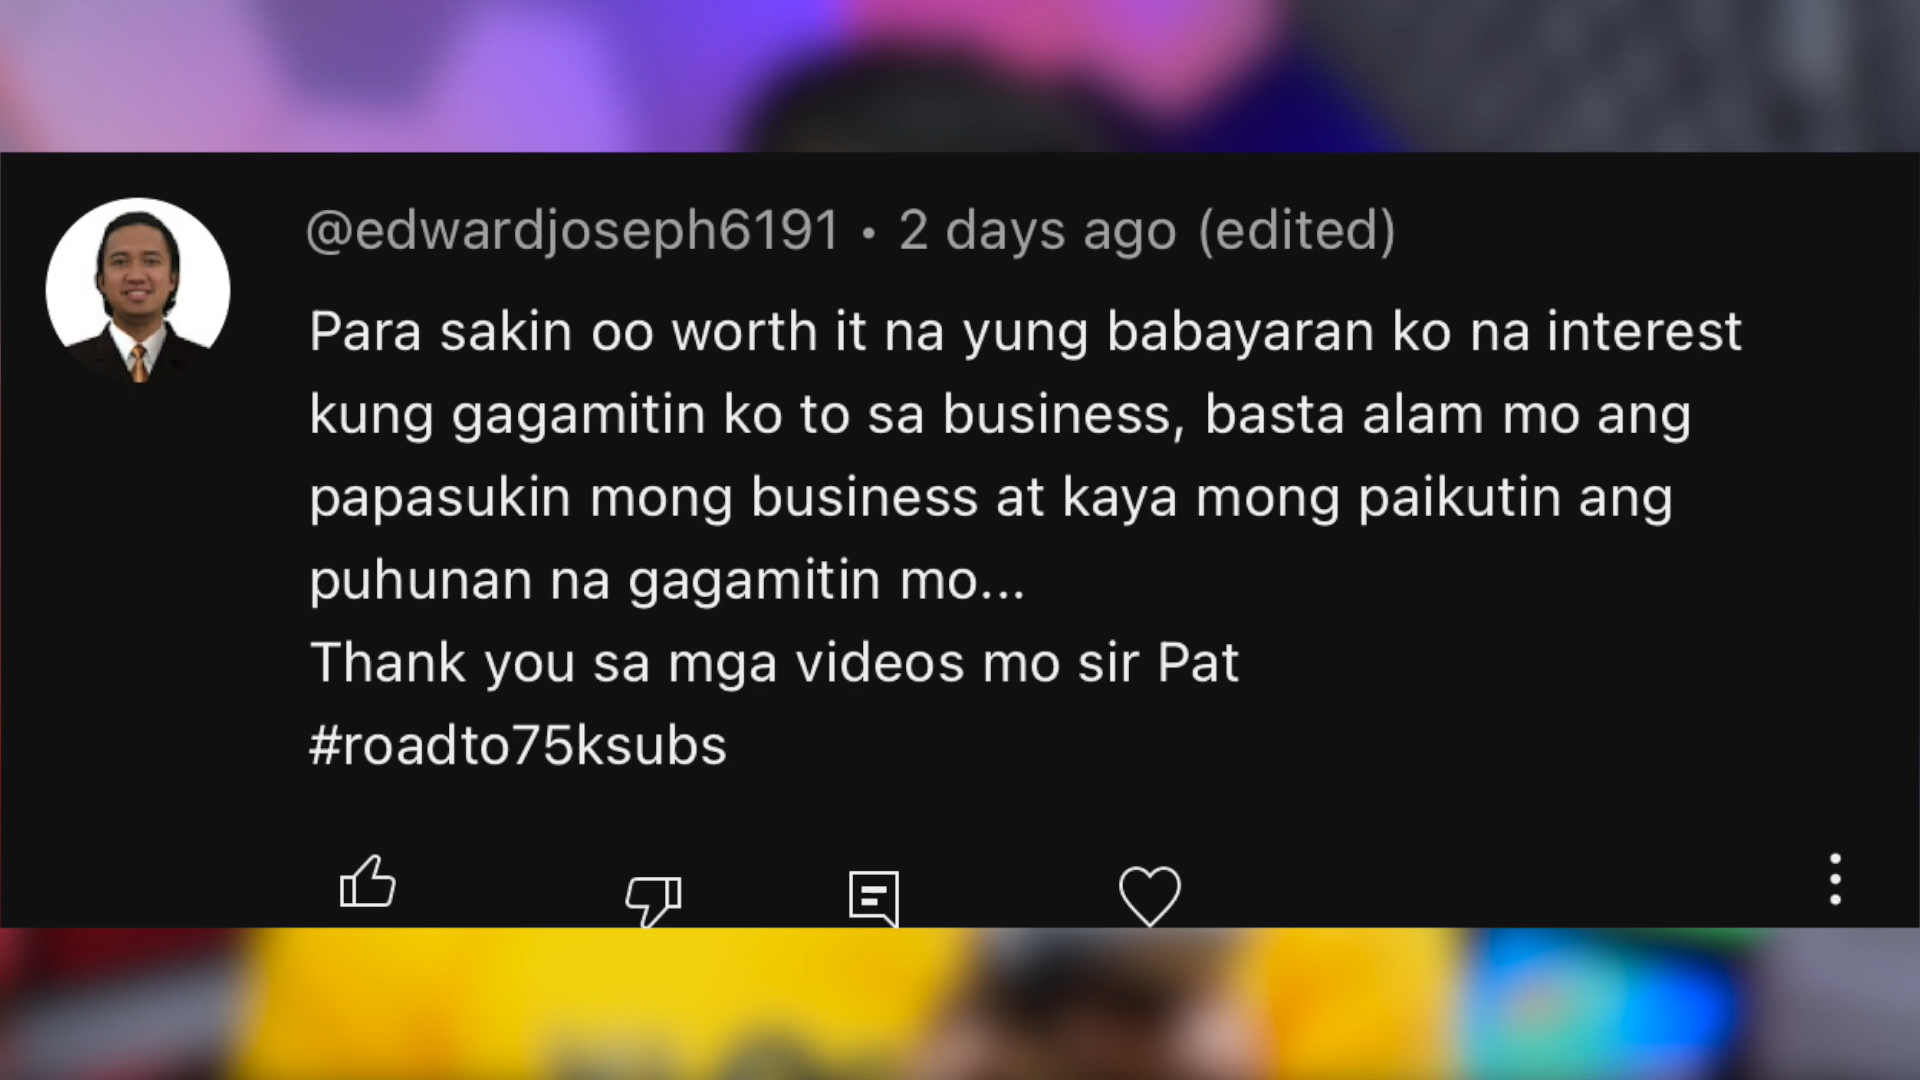 @edwardjoseph6191 • 2 days ago (edited)
Para sakin oo worth it na yung babayaran ko na interest
kung gagamitin ko to sa business, basta alam mo ang
papasukin mong business at kaya mong paikutin ang
puhunan na gagamitin mo...
Thank you sa mga videos mo sir Pat
#roadto75ksubs